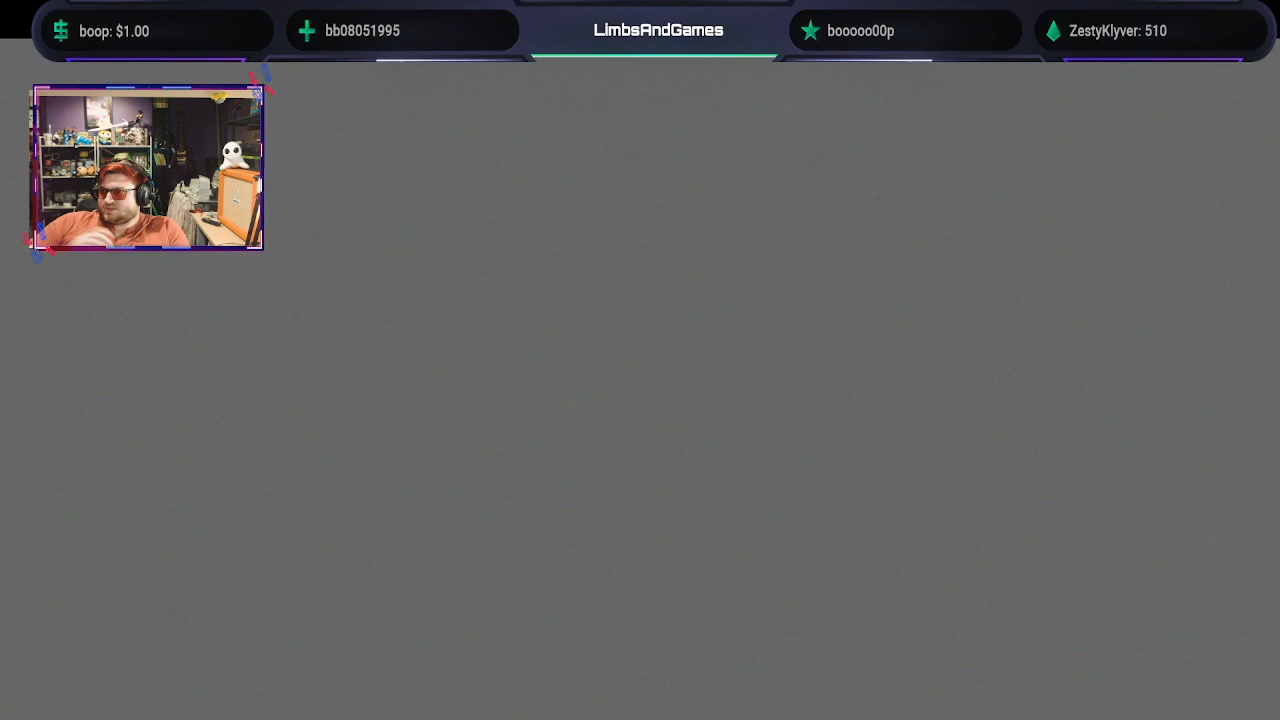 boop: $1.00
bb08051995
LimbsAndGames
booooo00p
ZestyKlyver: 510